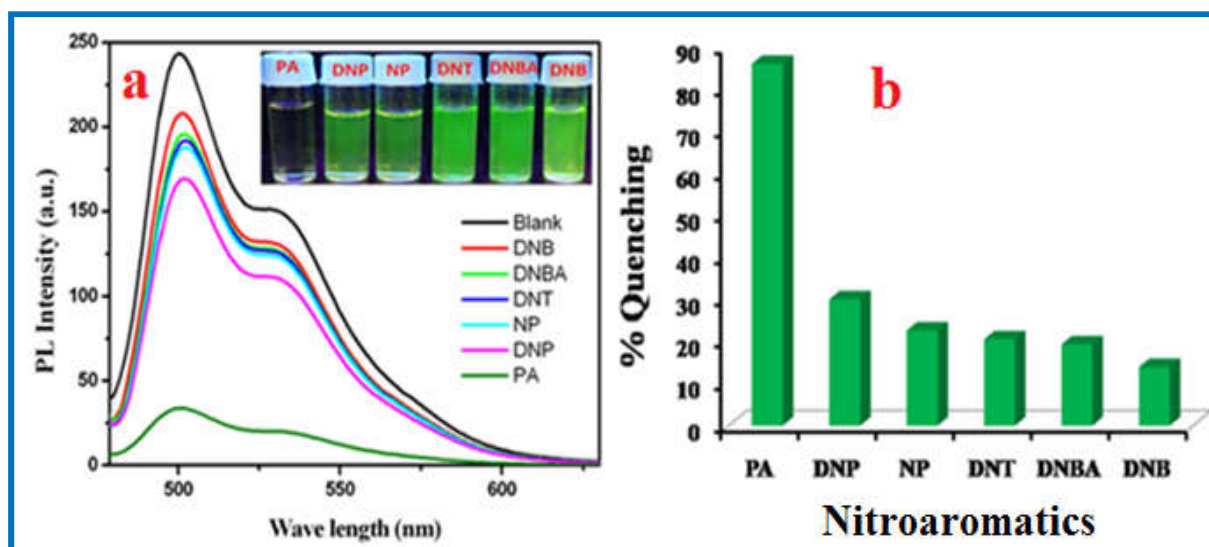 a
PA DNP NP DNT DNBA DNB
250
200
150
100
50
0
PL Intensity (a.u.)
Blank
DNB
DNBA
DNT
NP
DNP
PA
500 550 600
Wave length (nm)
b
90
80
70
60
50
40
30
20
10
0
% Quenching
PA DNP NP DNT DNBA DNB
Nitroaromatics